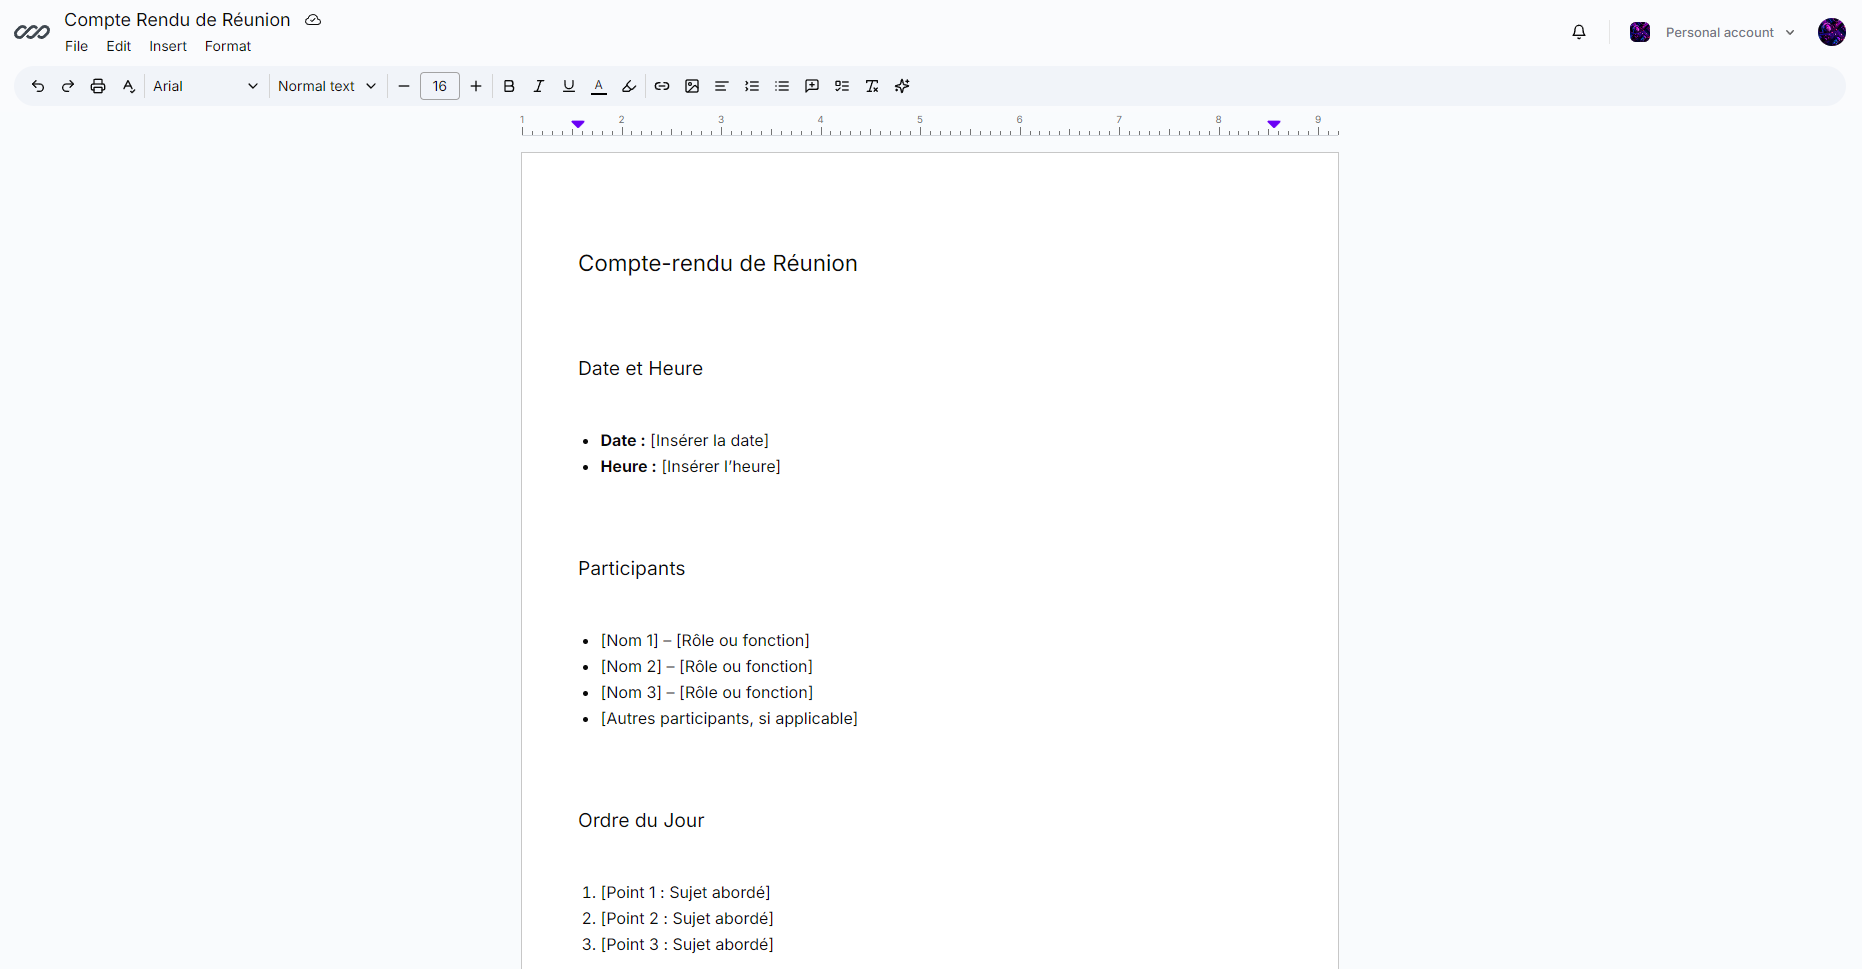 Compte Rendu de Réunion
File Edit Insert Format
Personal account
Arial Normal text 16 B I U A
1 2 3 4 5 6 7 8 9
Compte-rendu de Réunion
Date et Heure
• Date : [Insérer la date]
• Heure : [Insérer l’heure]
Participants
• [Nom 1] – [Rôle ou fonction]
• [Nom 2] – [Rôle ou fonction]
• [Nom 3] – [Rôle ou fonction]
• [Autres participants, si applicable]
Ordre du Jour
1. [Point 1 : Sujet abordé]
2. [Point 2 : Sujet abordé]
3. [Point 3 : Sujet abordé]